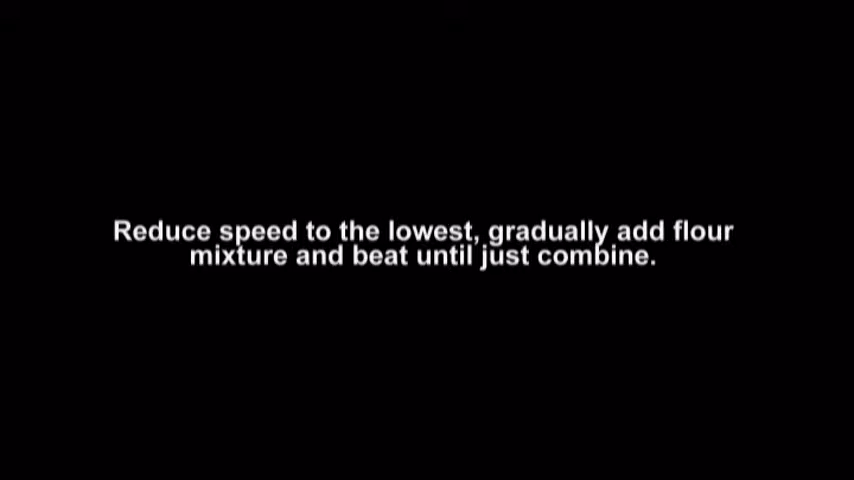 Reduce speed to the lowest, gradually add flour
mixture and beat until just combine.